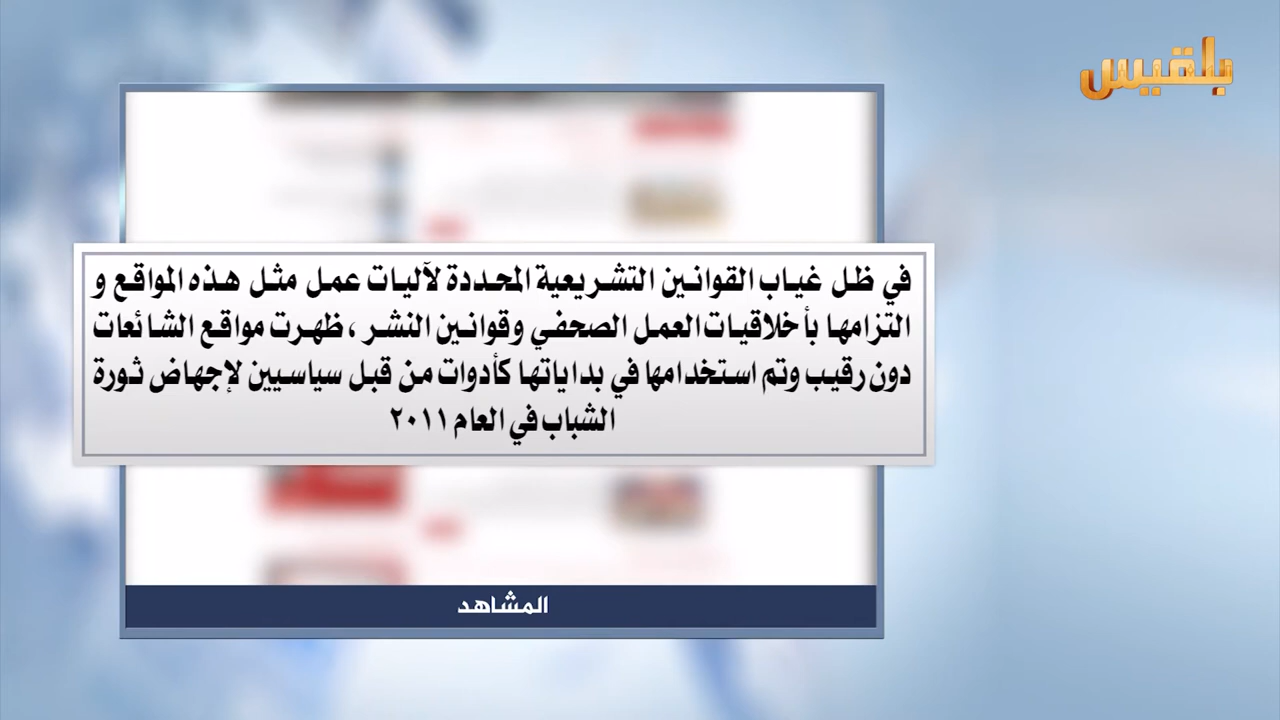 بلقيس
في ظل غياب القوانين التشريعية المحددة لآليات عمل مثل هذه المواقع و
التزامها بأخلاقيات العمل الصحفي وقوانين النشر ، ظهرت مواقع الشائعات
دون رقيب وتم استخدامها في بداياتها كأدوات من قبل سياسيين لإجهاض ثورة
الشباب في العام ٢٠١١
المشاهد